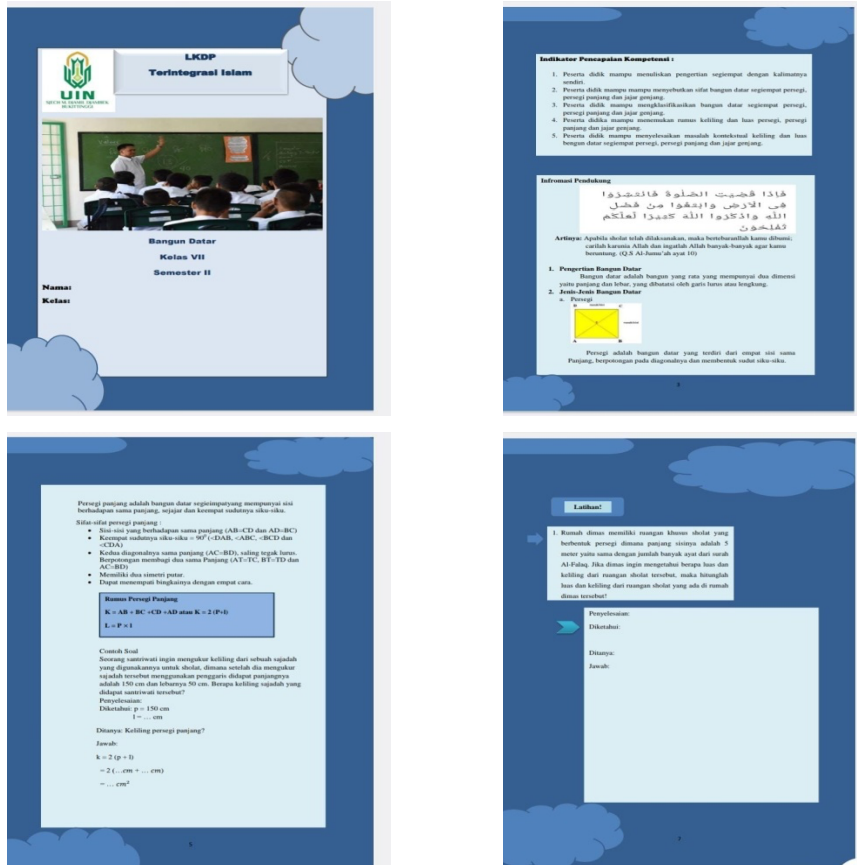 UIN
LKDP
Terintegrasi Islam
Bangun Datar
Kelas VII
Semester II
Nama:
Kelas:
Indikator Pencapaian Kompetensi :
1. Peserta didik mampu menuliskan pengertian segiempat dengan kalimatnya
sendiri.
2. Peserta didik mampu mampu menyebutkan sifat bangun datar segiempat persegi,
persegi panjang dan jajar genjang.
3. Peserta didik mampu mengklasifikasikan bangun datar segiempat persegi,
persegi panjang dan jajar genjang.
4. Peserta didika mampu menemukan rumus keliling dan luas persegi, persegi
panjang dan jajar genjang.
5. Peserta didik mampu menyelesaikan masalah kontekstual keliling dan luas
bengun datar segiempat persegi, persegi panjang dan jajar genjang.
Infromasi Pendukung
فَاِذَا قُضِيَتِ الصَّلٰوةُ فَانْتَشِرُوْا
فِى الْاَرْضِ وَابْتَغُوْا مِنْ فَضْلِ
اللّٰهِ وَاذْكُرُوا اللّٰهَ كَثِيْرًا لَّعَلَّكُمْ
تُفْلِحُوْنَ
Artinya: Apabila sholat telah dilaksanakan, maka bertebaranllah kamu dibumi;
carilah karunia Allah dan ingatlah Allah banyak-banyak agar kamu
beruntung. (Q.S Al-Jumu'ah ayat 10)
1. Pengertian Bangun Datar
Bangun datar adalah bangun yang rata yang mempunyai dua dimensi
yaitu panjang dan lebar, yang dibatasi oleh garis lurus atau lengkung.
2. Jenis-Jenis Bangun Datar
a. Persegi
D C
A B
Persegi adalah bangun datar yang terdiri dari empat sisi sama
Panjang, berpotongan pada diagonalnya dan membentuk sudut siku-siku.
Persegi panjang adalah bangun datar segieimpatyang mempunyai sisi
berhadapan sama panjang, sejajar dan keempat sudutnya siku-siku.
Sifat-sifat persegi panjang :
• Sisi-sisi yang berhadapan sama panjang (AB=CD dan AD=BC)
• Keempat sudutnya siku-siku = 90⁰ (<DAB, <ABC, <BCD dan
<CDA)
• Kedua diagonalnya sama panjang (AC=BD), saling tegak lurus.
Berpotongan membagi dua sama Panjang (AT=TC, BT=TD dan
AC=BD)
• Memiliki dua simetri putar.
• Dapat menempati bingkainya dengan empat cara.
Rumus Persegi Panjang
K = AB + BC +CD +AD atau K = 2 (P+l)
L = P × l
Contoh Soal
Seorang santriwati ingin mengukur keliling dari sebuah sajadah
yang digunakannya untuk sholat, dimana setelah dia mengukur
sajadah tersebut menggunakan penggaris didapat panjangnya
adalah 150 cm dan lebarnya 50 cm. Berapa keliling sajadah yang
didapat santriwati tersebut?
Penyelesaian:
Diketahui: p = 150 cm
l = … cm
Ditanya: Keliling persegi panjang?
Jawab:
k = 2 (p + l)
= 2 (…cm + … cm)
= … cm²
Latihan!
1. Rumah dimas memiliki ruangan khusus sholat yang
berbentuk persegi dimana panjang sisinya adalah 5
meter yaitu sama dengan jumlah banyak ayat dari surah
Al-Falaq. Jika dimas ingin mengetahui berapa luas dan
keliling dari ruangan sholat tersebut, maka hitunglah
luas dan keliling dari ruangan sholat yang ada di rumah
dimas tersebut?
Penyelesaian:
Diketahui:
Ditanya:
Jawab:
7